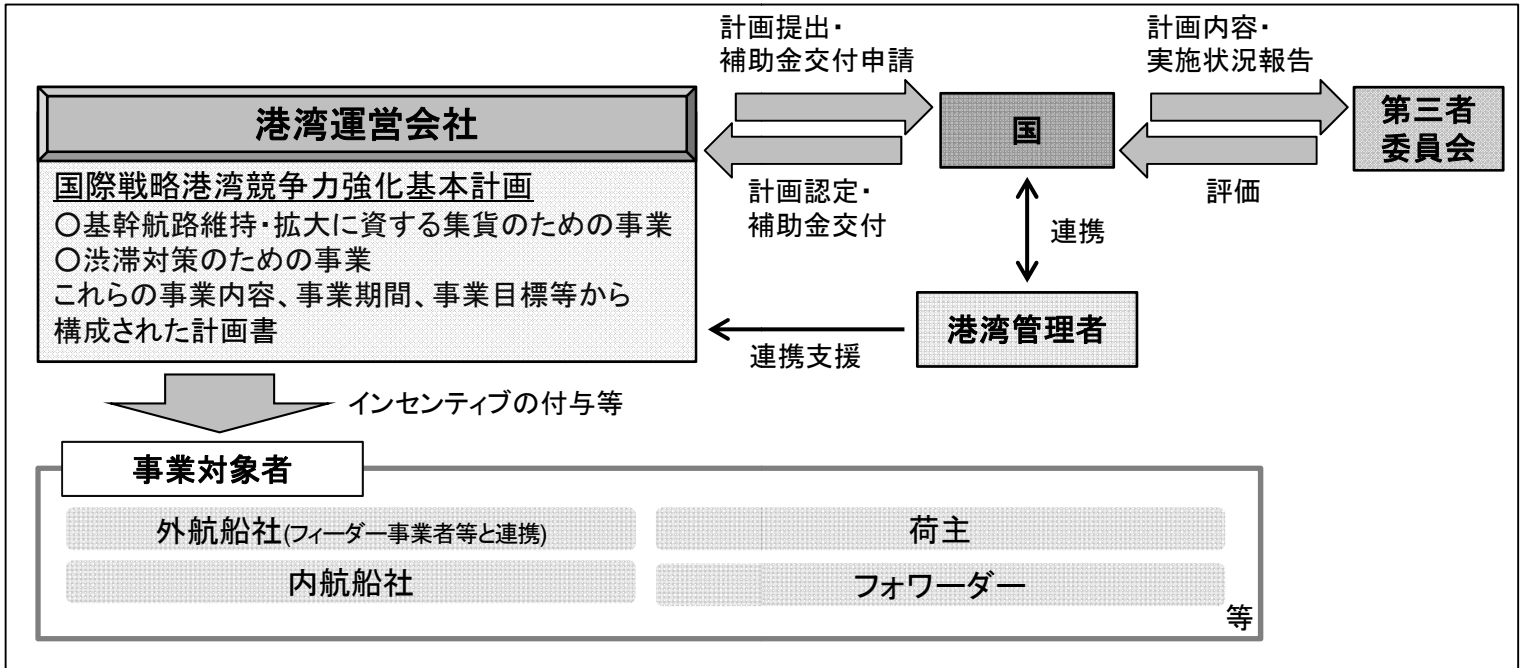 計画提出・
補助金交付申請
計画内容・
実施状況報告
港湾運営会社
国
第三者
委員会
国際戦略港湾競争力強化基本計画
〇基幹航路維持・拡大に資する集貨のための事業
〇渋滞対策のための事業
これらの事業内容、事業期間、事業目標等から
構成された計画書
計画認定・
補助金交付
評価
連携
港湾管理者
連携支援
インセンティブの付与等
事業対象者
外航船社(フィーダー事業者等と連携)
荷主
内航船社
フォワーダー
等